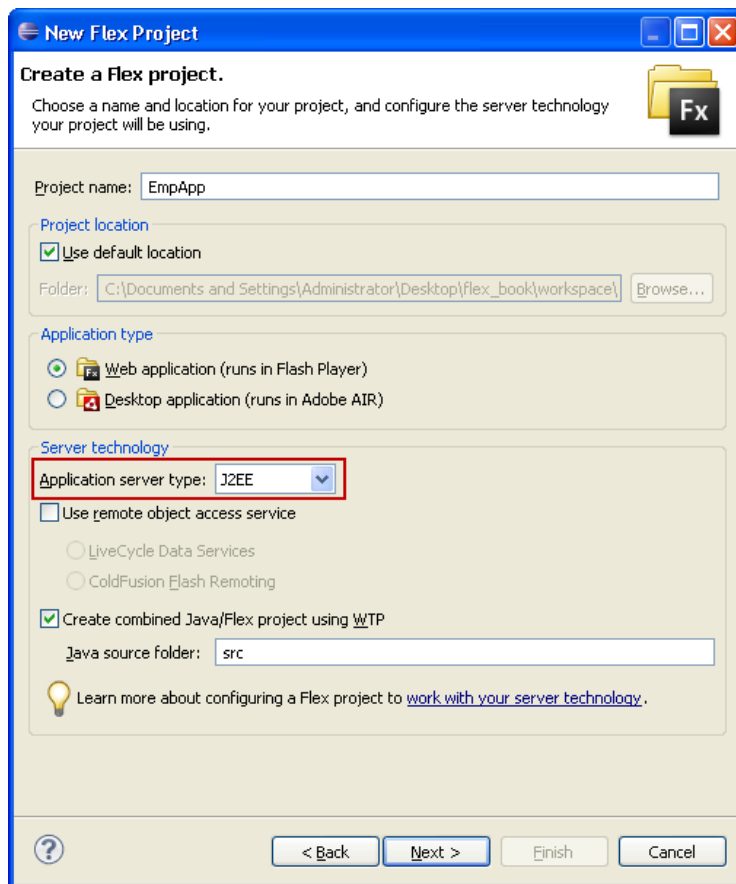 New Flex Project
Create a Flex project.
Choose a name and location for your project, and configure the server technology
your project will be using.
Fx
Project name: EmpApp
Project location
Use default location
Folder: C:\Documents and Settings\Administrator\Desktop\flex_book\workspace\ Browse...
Application type
Fx Web application (runs in Flash Player)
Desktop application (runs in Adobe AIR)
Server technology
Application server type: J2EE
Use remote object access service
LiveCycle Data Services
ColdFusion Flash Remoting
Create combined Java/Flex project using WTP
Java source folder: src
Learn more about configuring a Flex project to work with your server technology.
? < Back Next > Finish Cancel